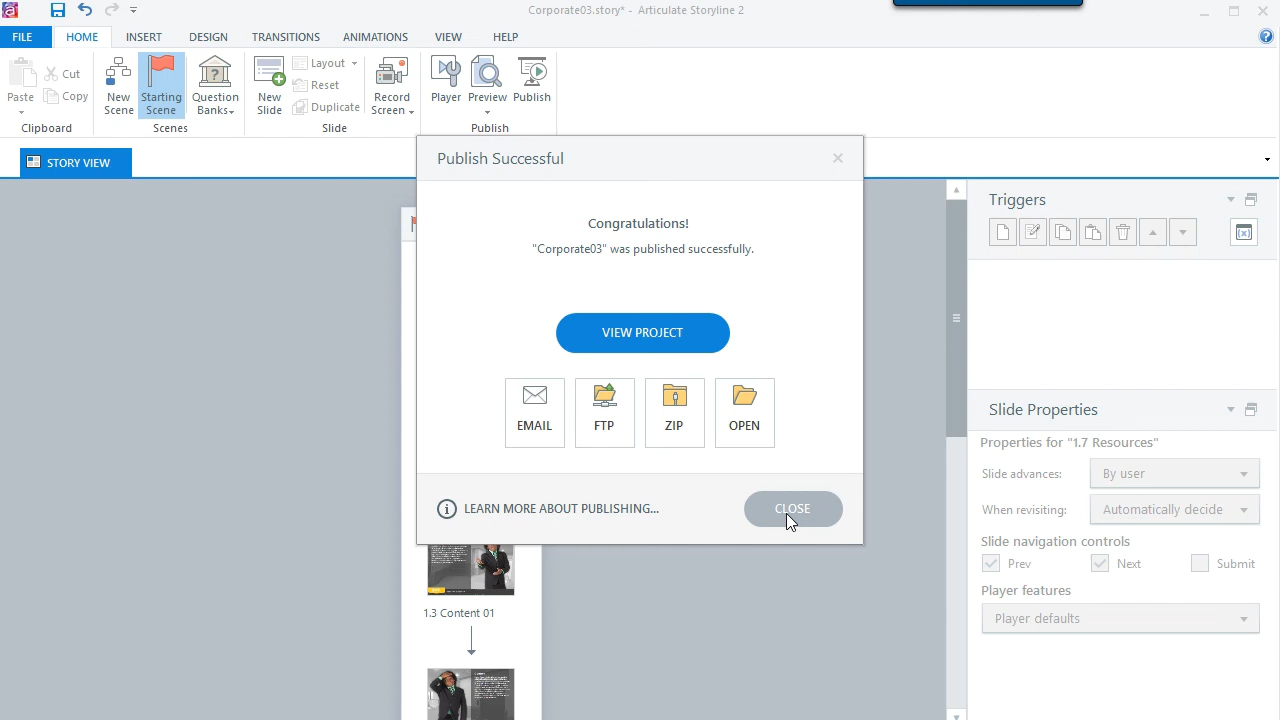 Corporate03.story* - Articulate Storyline 2
FILE
HOME
INSERT
DESIGN
TRANSITIONS
ANIMATIONS
VIEW
HELP
Paste
Cut
Copy
Clipboard
New Scene
Starting Scene
Question Banks
Scenes
New Slide
Layout
Reset
Duplicate
Slide
Record Screen
Player
Preview
Publish
Publish
STORY VIEW
Publish Successful
Congratulations!
"Corporate03" was published successfully.
VIEW PROJECT
EMAIL
FTP
ZIP
OPEN
LEARN MORE ABOUT PUBLISHING...
CLOSE
1.3 Content 01
Triggers
Slide Properties
Properties for "1.7 Resources"
Slide advances:
By user
When revisiting:
Automatically decide
Slide navigation controls
Prev
Next
Submit
Player features
Player defaults